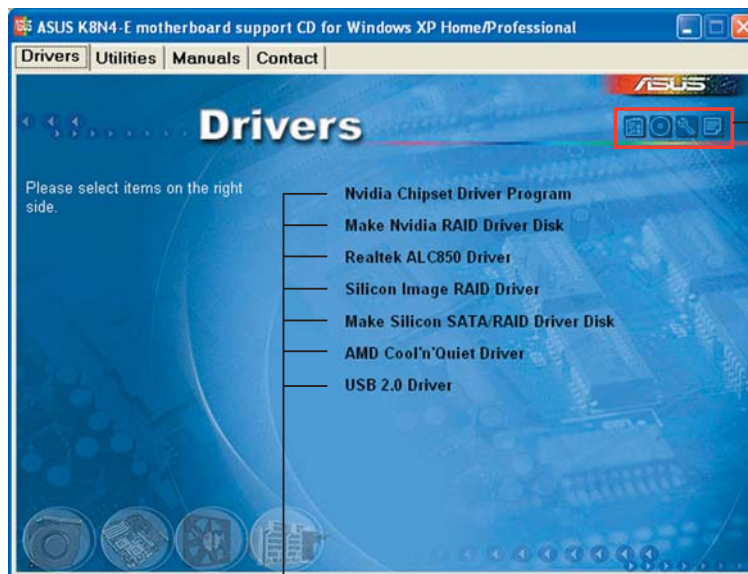 ASUS K8N4-E motherboard support CD for Windows XP Home/Professional
Drivers Utilities Manuals Contact
ASUS
Drivers
Please select items on the right
side.
Nvidia Chipset Driver Program
Make Nvidia RAID Driver Disk
Realtek ALC850 Driver
Silicon Image RAID Driver
Make Silicon SATA/RAID Driver Disk
AMD Cool'n'Quiet Driver
USB 2.0 Driver